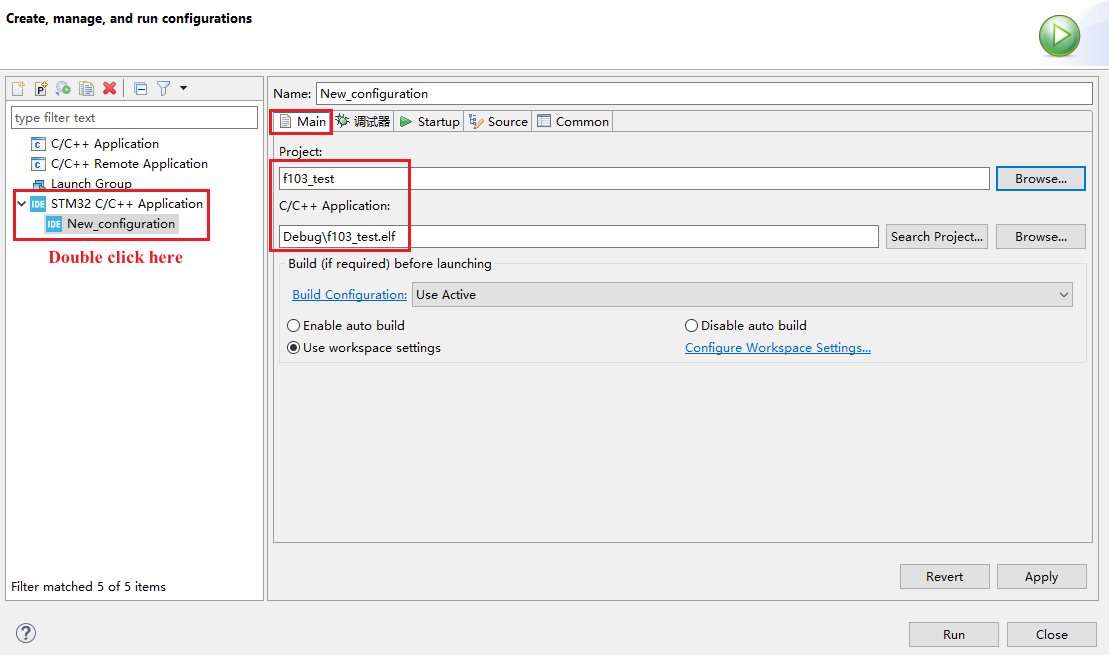 Create, manage, and run configurations
type filter text
C/C++ Application
C/C++ Remote Application
Launch Group
IDE STM32 C/C++ Application
IDE New_configuration
Double click here
Filter matched 5 of 5 items
Name: New_configuration
Main 调试器 Startup Source Common
Project:
f103_test Browse...
C/C++ Application:
Debug\f103_test.elf Search Project... Browse...
Build (if required) before launching
Build Configuration: Use Active
Enable auto build Disable auto build
Use workspace settings Configure Workspace Settings...
Revert Apply
? Run Close